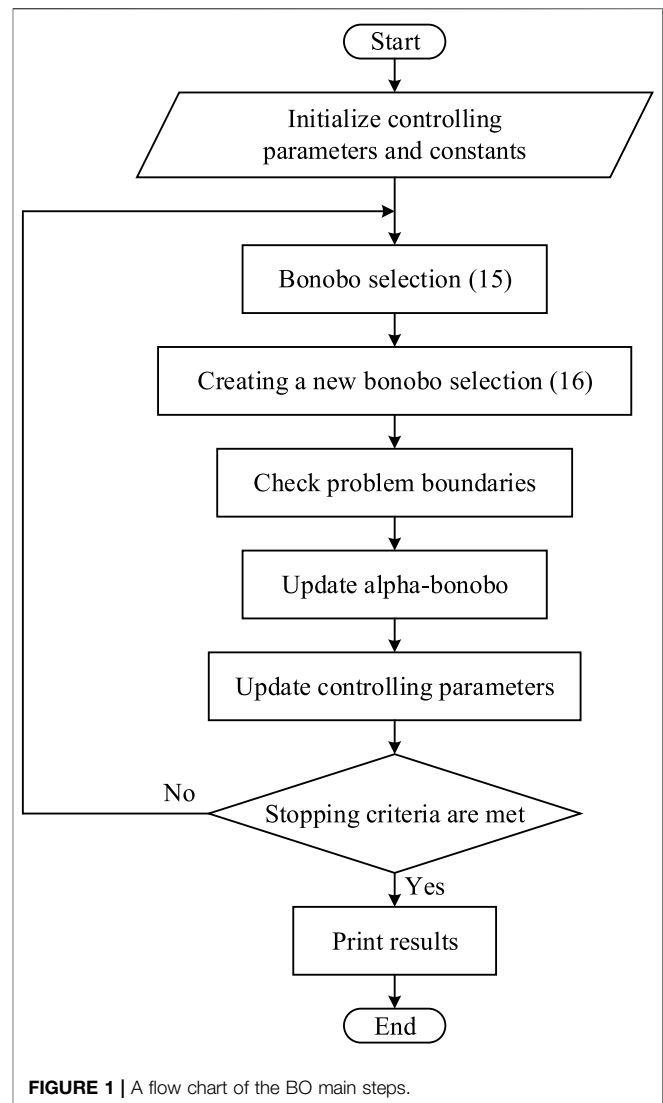 Start
Initialize controlling
parameters and constants
Bonobo selection (15)
Creating a new bonobo selection (16)
Check problem boundaries
Update alpha-bonobo
Update controlling parameters
No
Stopping criteria are met
Yes
Print results
End
FIGURE 1 | A flow chart of the BO main steps.